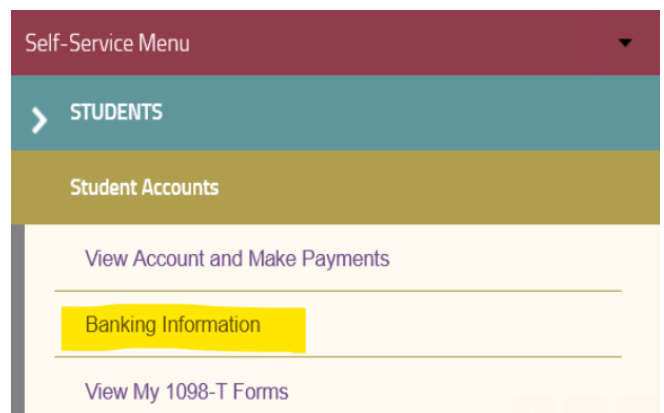 Self-Service Menu
STUDENTS
Student Accounts
View Account and Make Payments
Banking Information
View My 1098-T Forms